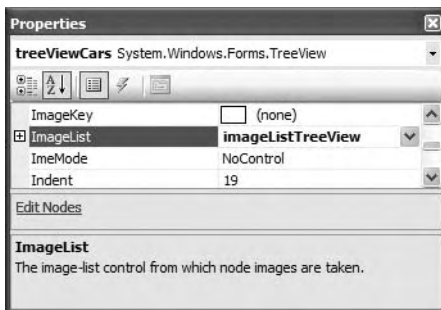 Properties
treeViewCars System.Windows.Forms.TreeView
ImageKey (none)
ImageList imageListTreeView
ImeMode NoControl
Indent 19
Edit Nodes
ImageList
The image-list control from which node images are taken.